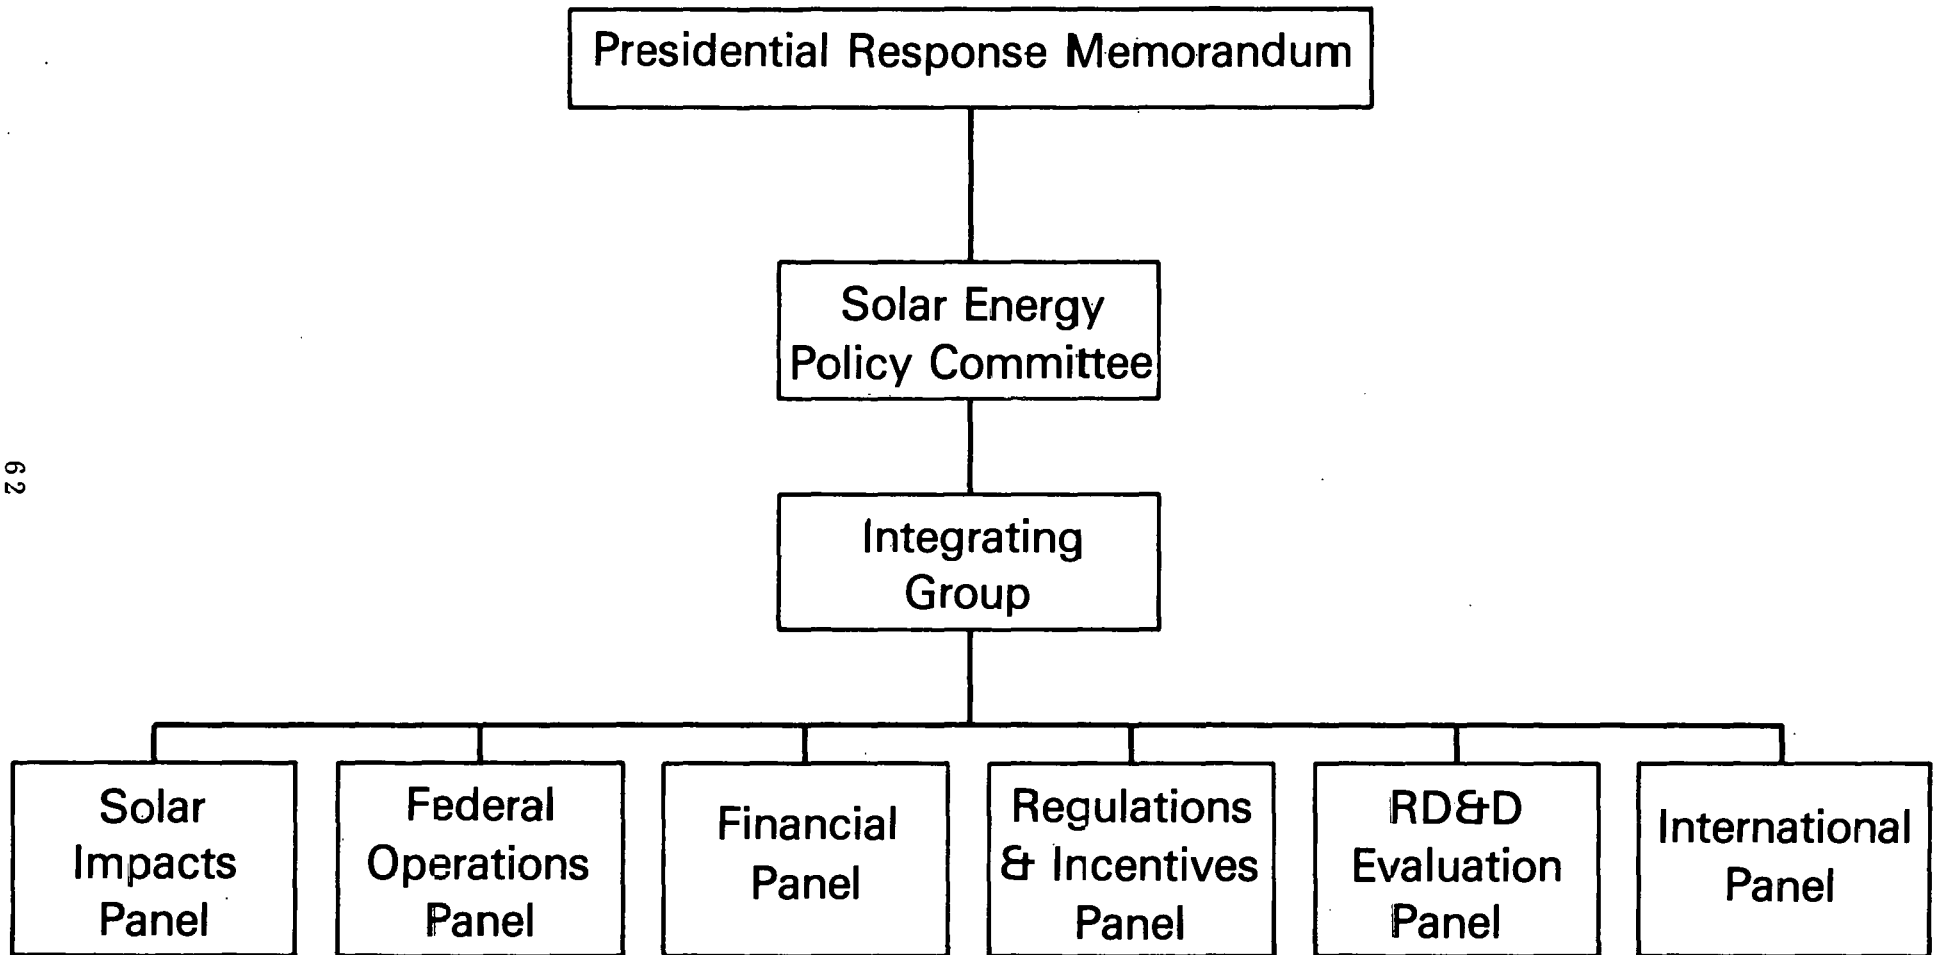 Presidential Response Memorandum
Solar Energy
Policy Committee
Integrating
Group
Solar
Impacts
Panel
Federal
Operations
Panel
Financial
Panel
Regulations
& Incentives
Panel
RD&D
Evaluation
Panel
International
Panel
62